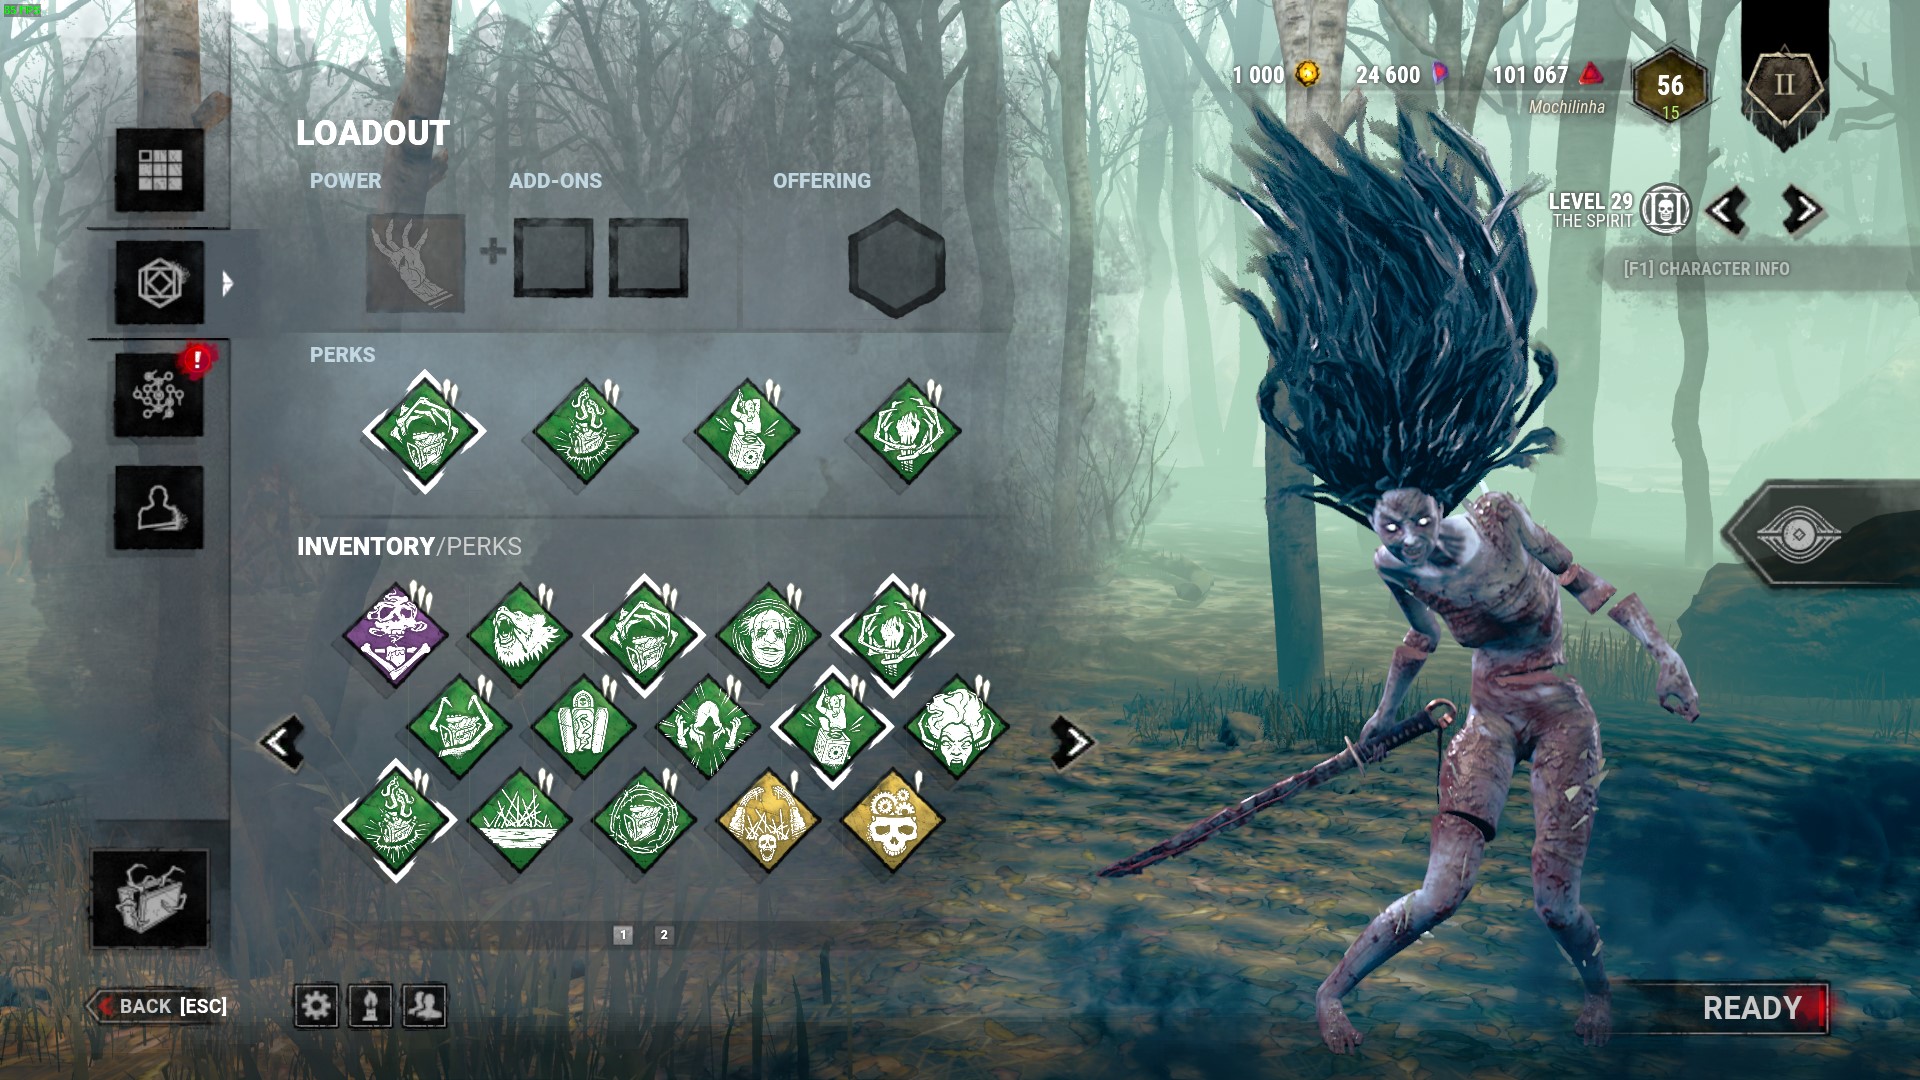 1 000
24 600
101 067
Mochilinha
56
15
II
LOADOUT
POWER
ADD-ONS
OFFERING
LEVEL 29
THE SPIRIT
[F1] CHARACTER INFO
PERKS
INVENTORY/PERKS
1
2
BACK [ESC]
READY